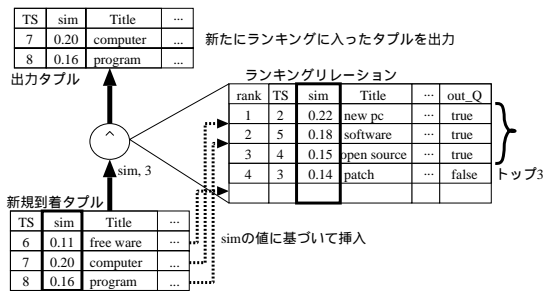 TS sim Title ...
7 0.20 computer ...
8 0.16 program ...
新たにランキングに入ったタプルを出力
出力タプル
ランキングリレーション
rank TS sim Title ... out_Q
1 2 0.22 new pc ... true
2 5 0.18 software ... true
3 4 0.15 open source ... true
4 3 0.14 patch ... false
トップ3
^
sim, 3
新規到着タプル
TS sim Title ...
6 0.11 free ware ...
7 0.20 computer ...
8 0.16 program ...
simの値に基づいて挿入